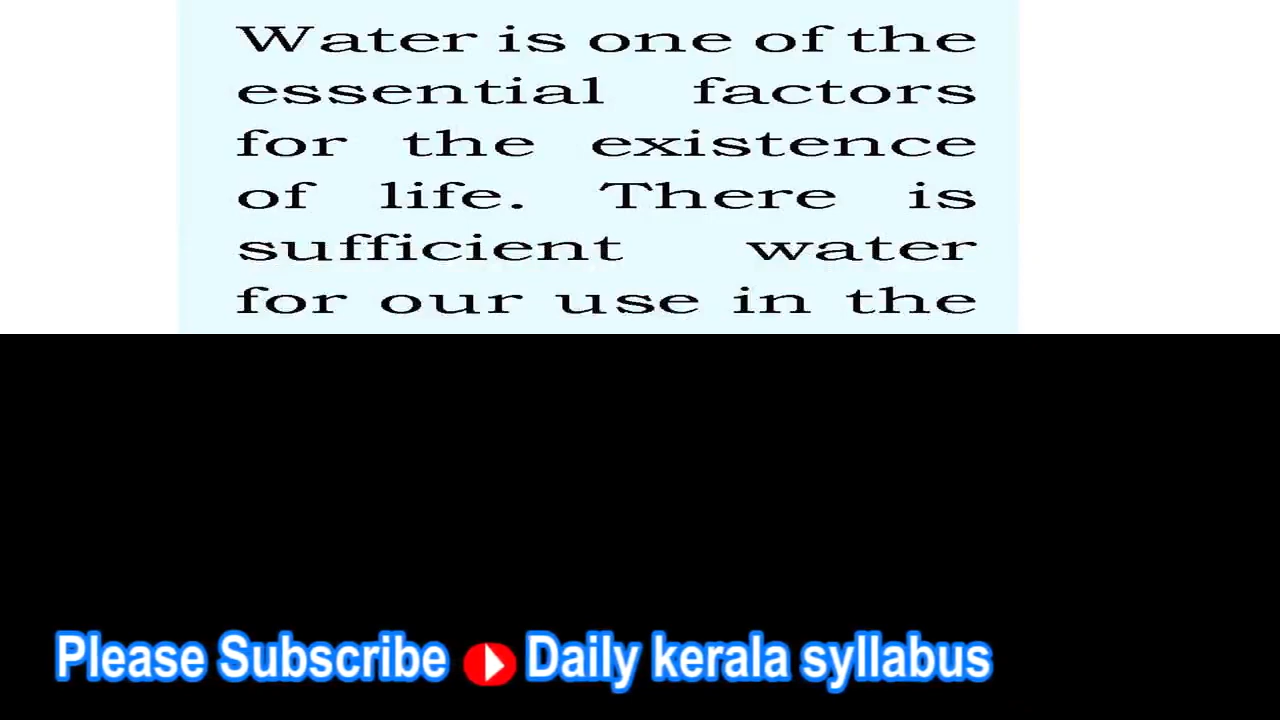 Water is one of the
essential factors
for the existence
of life. There is
sufficient water
for our use in the
Please Subscribe Daily kerala syllabus